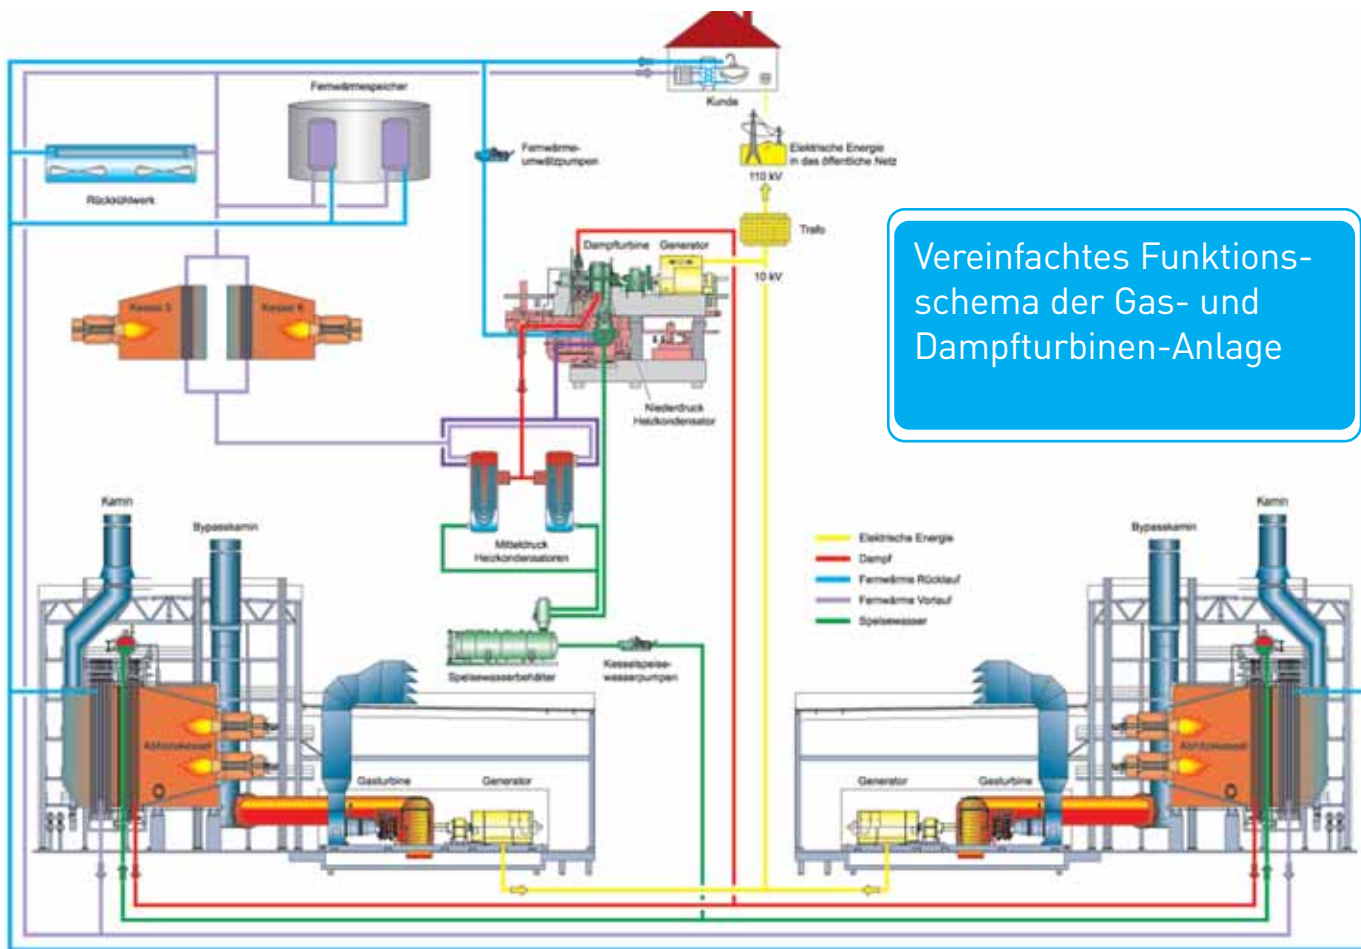 Fernwärmespeicher
Kunde
Fernwärme-
umwälzpumpen
Elektrische Energie
in das öffentliche Netz
110 kV
Rückkühlwerk
Trafo
Dampfturbine
Generator
10 kV
Vereinfachtes Funktions-
schema der Gas- und
Dampfturbinen-Anlage
Kessel 5
Kessel 6
Niederdruck
Heizkondensator
Kamin
Bypasskamin
Mitteldruck
Heizkondensatoren
Elektrische Energie
Dampf
Fernwärme Rücklauf
Fernwärme Vorlauf
Speisewasser
Bypasskamin
Kamin
Speisewasserbehälter
Kesselspeise-
wasserpumpen
Abhitzekessel
Gasturbine
Generator
Generator
Gasturbine
Abhitzekessel